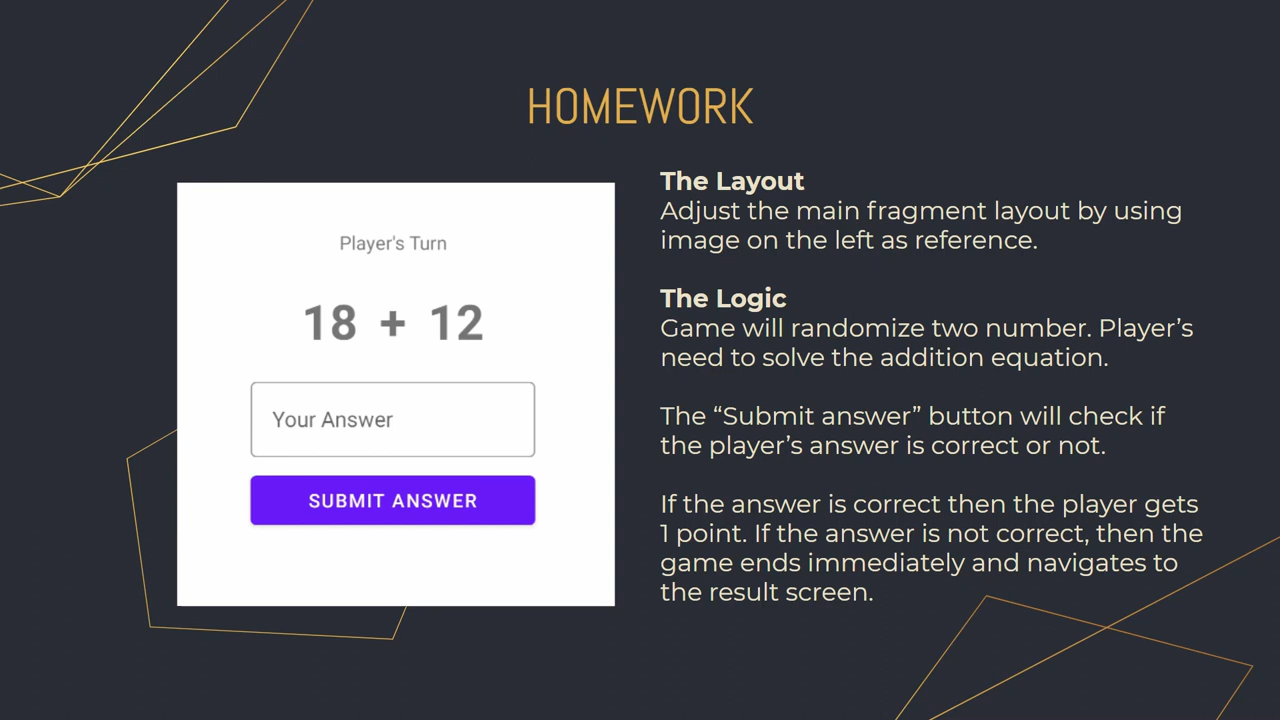 HOMEWORK
Player's Turn
18 + 12
Your Answer
SUBMIT ANSWER
The Layout
Adjust the main fragment layout by using
image on the left as reference.
The Logic
Game will randomize two number. Player’s
need to solve the addition equation.
The “Submit answer” button will check if
the player’s answer is correct or not.
If the answer is correct then the player gets
1 point. If the answer is not correct, then the
game ends immediately and navigates to
the result screen.